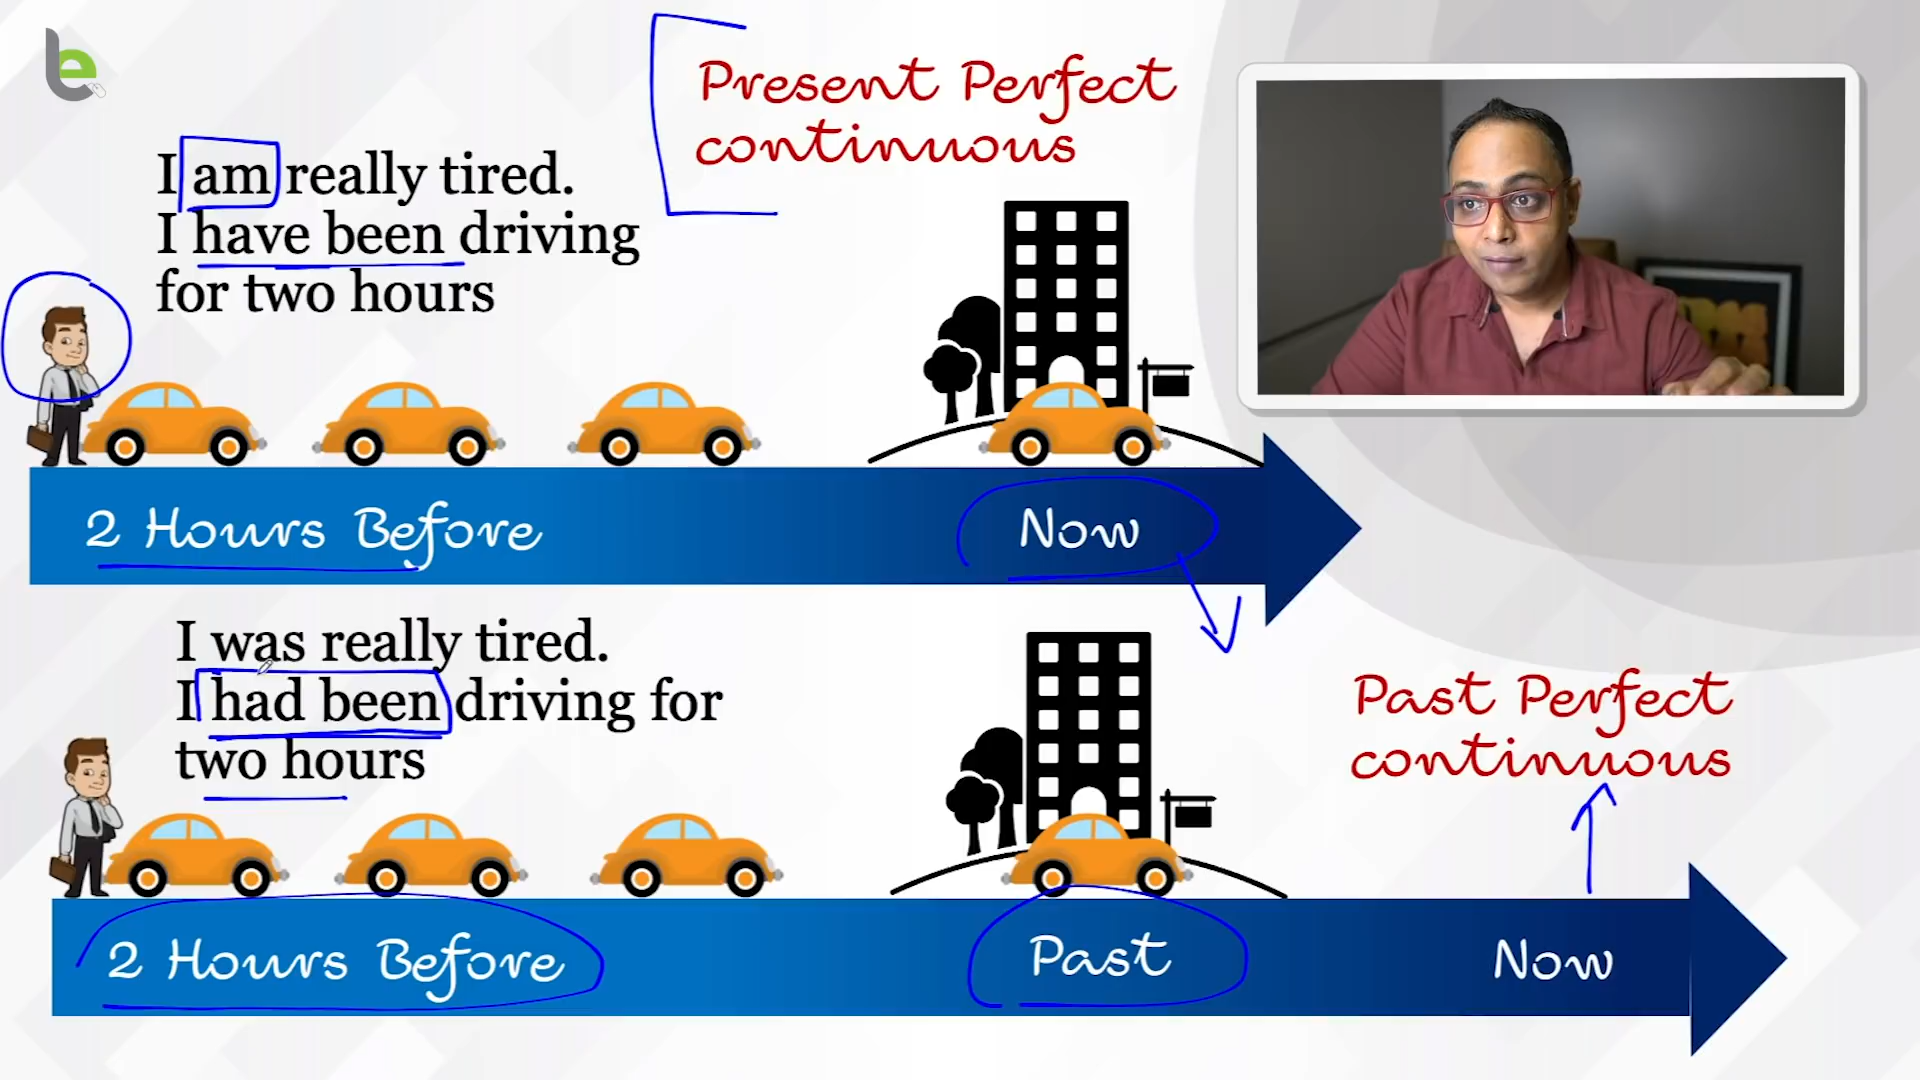 be
Present Perfect
continuous
I am really tired.
I have been driving
for two hours
2 Hours Before
Now
I was really tired.
I had been driving for
two hours
Past Perfect
continuous
2 Hours Before
Past
Now